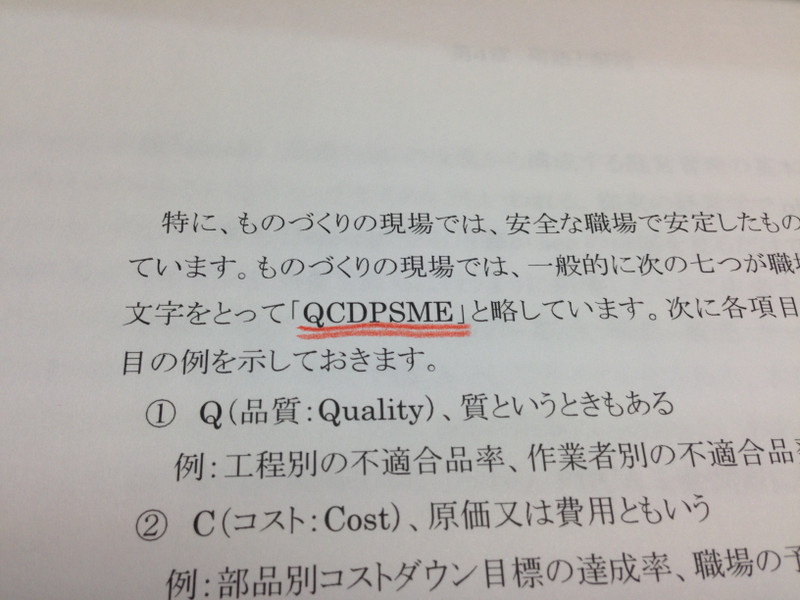 特に、ものづくりの現場では、安全な職場で安定したもの
ています。ものづくりの現場では、一般的に次の七つが職場
文字をとって「QCDPSME」と略しています。次に各項目
目の例を示しておきます。
① Q(品質:Quality)、質というときもある
例:工程別の不適合品率、作業者別の不適合品率
② C(コスト:Cost)、原価又は費用ともいう
例:部品別コストダウン目標の達成率、職場の予